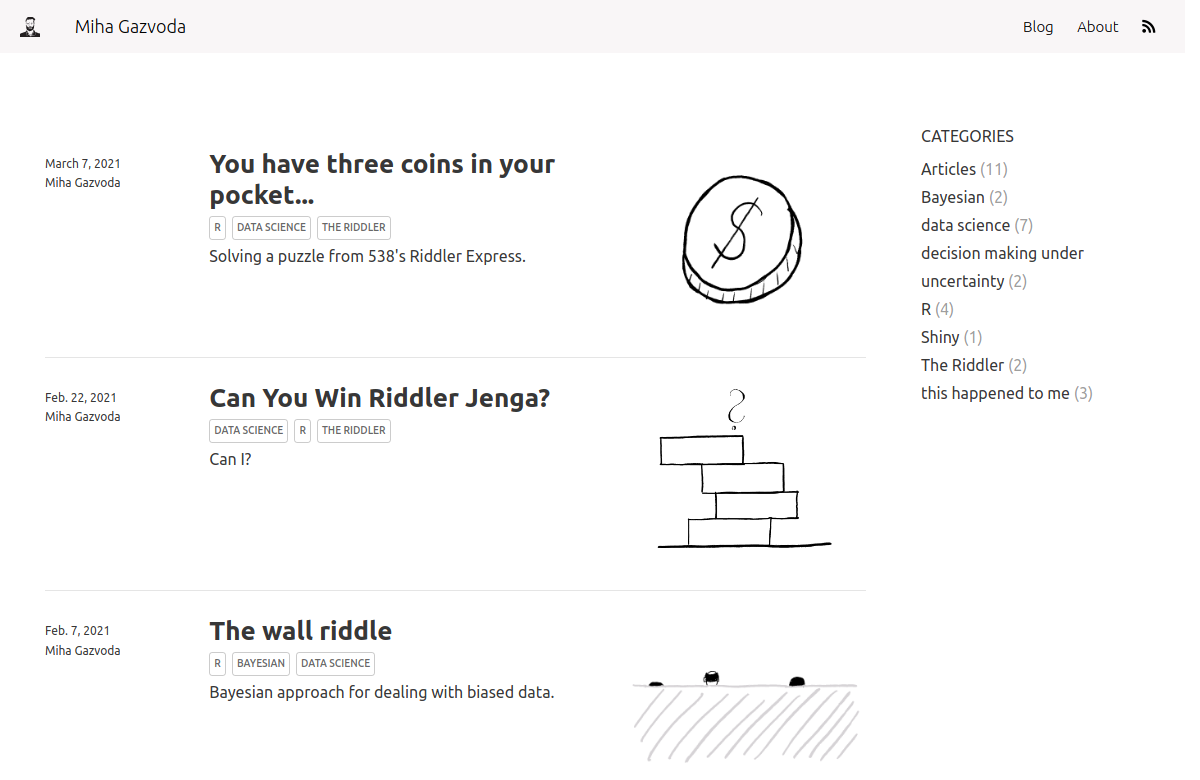 Miha Gazvoda
Blog
About
March 7, 2021
Miha Gazvoda
You have three coins in your
pocket...
R
DATA SCIENCE
THE RIDDLER
Solving a puzzle from 538's Riddler Express.
Feb. 22, 2021
Miha Gazvoda
Can You Win Riddler Jenga?
DATA SCIENCE
R
THE RIDDLER
Can I?
Feb. 7, 2021
Miha Gazvoda
The wall riddle
R
BAYESIAN
DATA SCIENCE
Bayesian approach for dealing with biased data.
CATEGORIES
Articles (11)
Bayesian (2)
data science (7)
decision making under
uncertainty (2)
R (4)
Shiny (1)
The Riddler (2)
this happened to me (3)
$
?